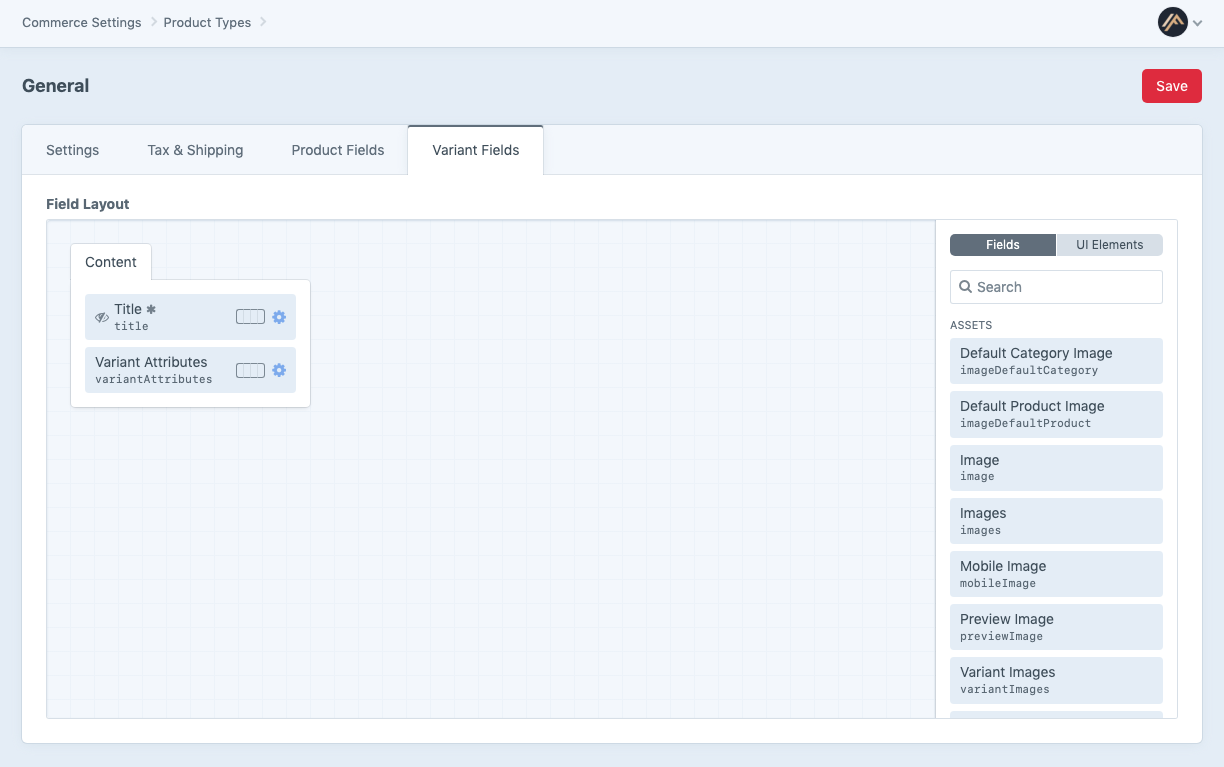 Commerce Settings
Product Types
General
Save
Settings
Tax & Shipping
Product Fields
Variant Fields
Field Layout
Content
Title
title
Variant Attributes
variantAttributes
Fields
UI Elements
Search
ASSETS
Default Category Image
imageDefaultCategory
Default Product Image
imageDefaultProduct
Image
image
Images
images
Mobile Image
mobileImage
Preview Image
previewImage
Variant Images
variantImages